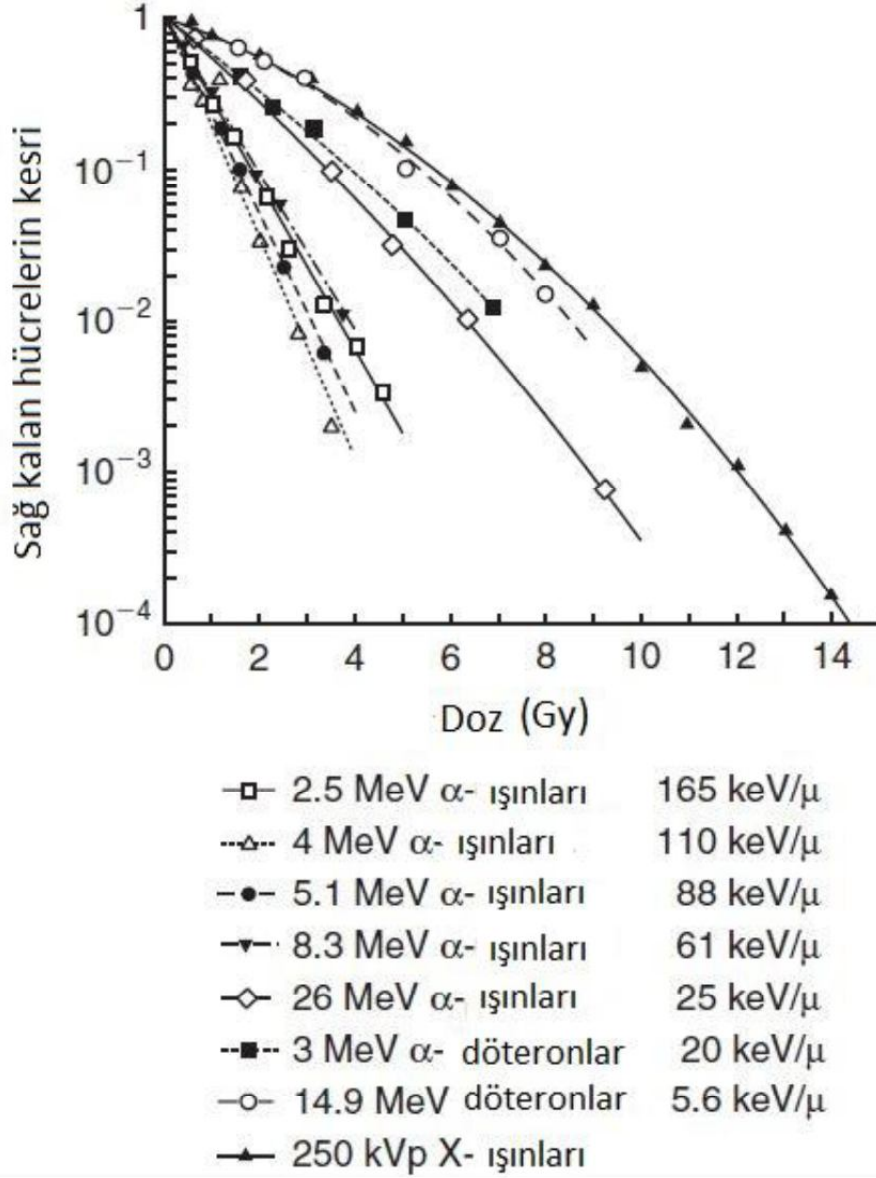 Sağ kalan hücrelerin kesri
1
10⁻¹
10⁻²
10⁻³
10⁻⁴
0 2 4 6 8 10 12 14
Doz (Gy)
2.5 MeV α- ışınları 165 keV/μ
4 MeV α- ışınları 110 keV/μ
5.1 MeV α- ışınları 88 keV/μ
8.3 MeV α- ışınları 61 keV/μ
26 MeV α- ışınları 25 keV/μ
3 MeV α- döteronlar 20 keV/μ
14.9 MeV döteronlar 5.6 keV/μ
250 kVp X- ışınları